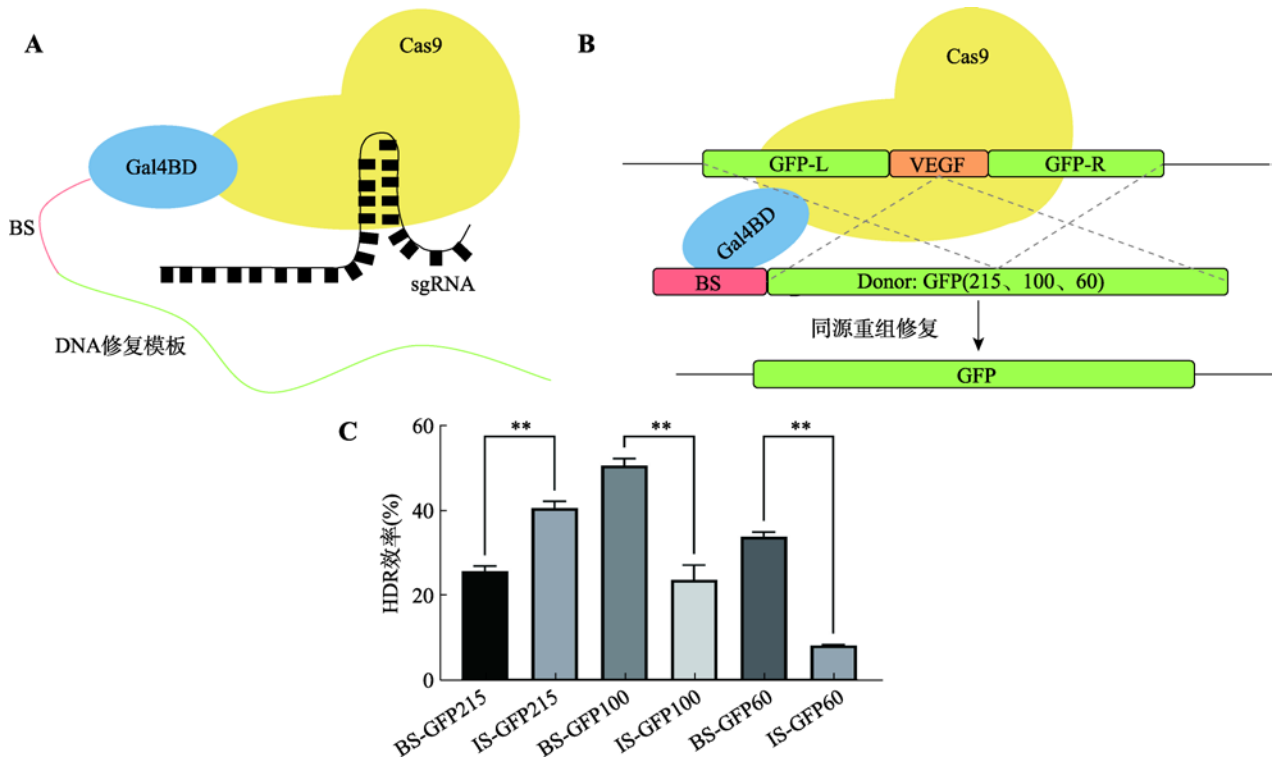 A
Cas9
Gal4BD
BS
sgRNA
DNA修复模板
B
Cas9
GFP-L
VEGF
GFP-R
Gal4BD
BS
Donor: GFP(215、100、60)
同源重组修复
GFP
C
HDR效率(%)
60
40
20
0
**
**
**
BS-GFP215
IS-GFP215
BS-GFP100
IS-GFP100
BS-GFP60
IS-GFP60